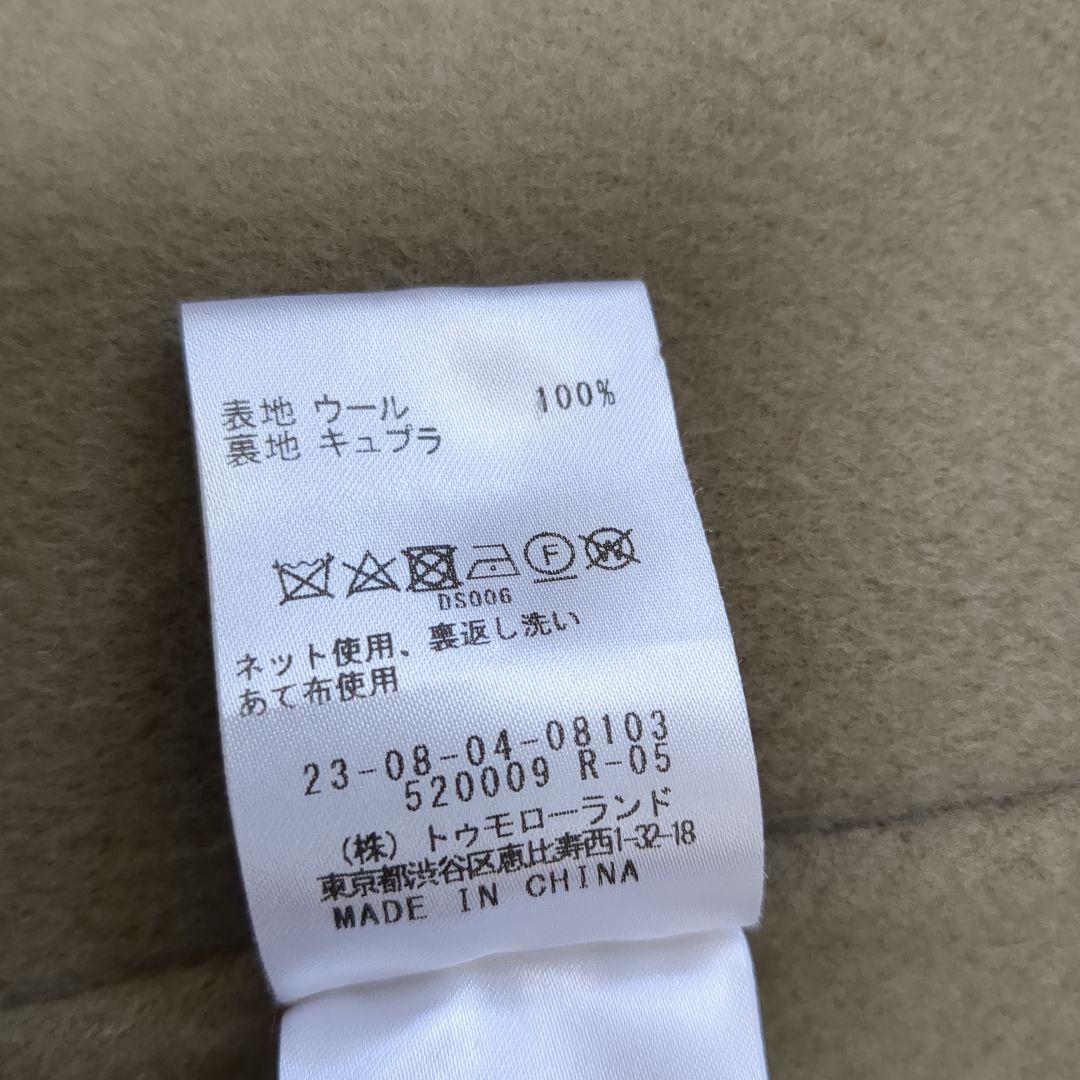 表地 ウール 100%
裏地 キュプラ
F W
DS006
ネット使用、裏返し洗い
あて布使用
23-08-04-08103
520009 R-05
(株) トゥモローランド
東京都渋谷区恵比寿西1-32-18
MADE IN CHINA